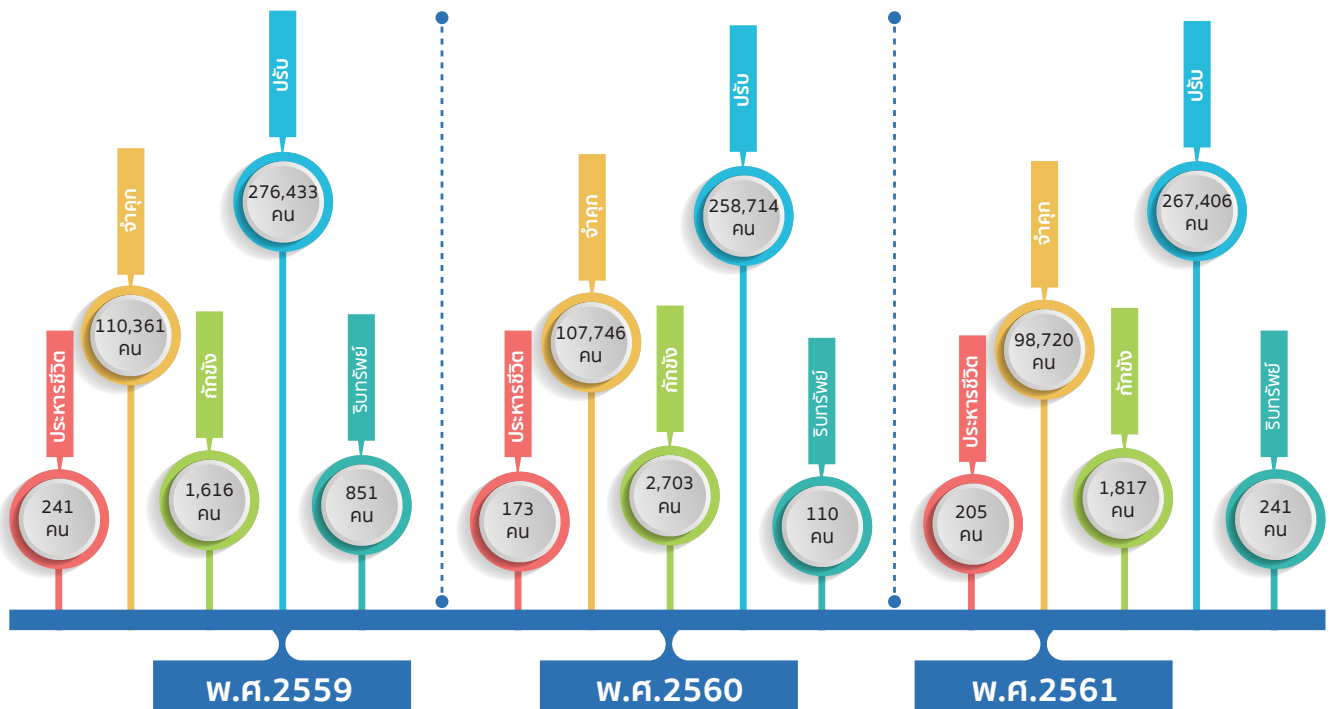 ประหารชีวิต
241
คน
จำคุก
110,361
คน
กักขัง
1,616
คน
ปรับ
276,433
คน
ริบทรัพย์
851
คน
พ.ศ.2559
ประหารชีวิต
173
คน
จำคุก
107,746
คน
กักขัง
2,703
คน
ปรับ
258,714
คน
ริบทรัพย์
110
คน
พ.ศ.2560
ประหารชีวิต
205
คน
จำคุก
98,720
คน
กักขัง
1,817
คน
ปรับ
267,406
คน
ริบทรัพย์
241
คน
พ.ศ.2561